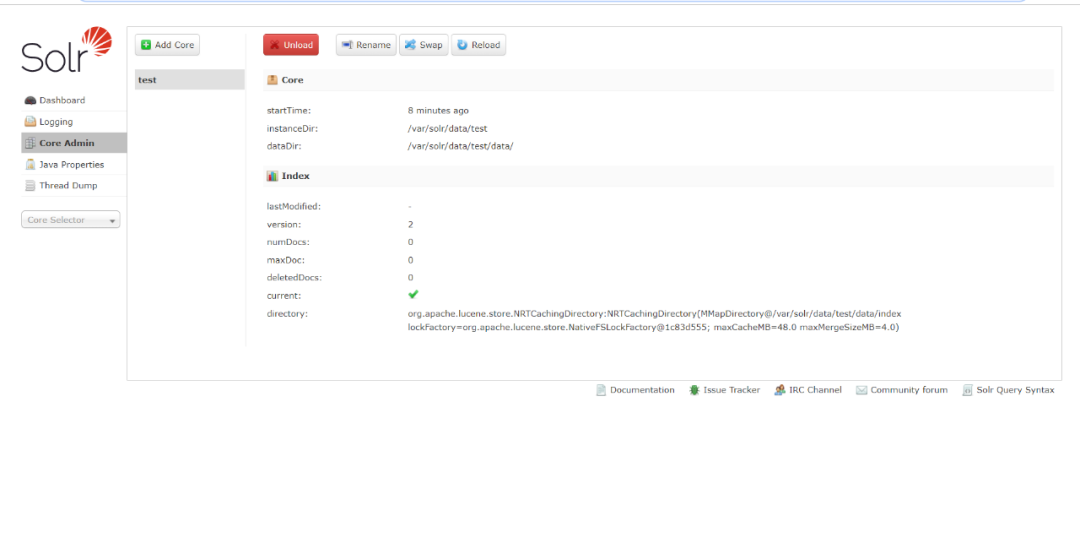 Solr
Dashboard
Logging
Core Admin
Java Properties
Thread Dump
Core Selector
Add Core
test
Unload Rename Swap Reload
Core
startTime: 8 minutes ago
instanceDir: /var/solr/data/test
dataDir: /var/solr/data/test/data/
Index
lastModified: -
version: 2
numDocs: 0
maxDoc: 0
deletedDocs: 0
current:
directory: org.apache.lucene.store.NRTCachingDirectory:NRTCachingDirectory(MMapDirectory@/var/solr/data/test/data/index
lockFactory=org.apache.lucene.store.NativeFSLockFactory@1c83d555; maxCacheMB=48.0 maxMergeSizeMB=4.0)
Documentation Issue Tracker IRC Channel Community forum Solr Query Syntax